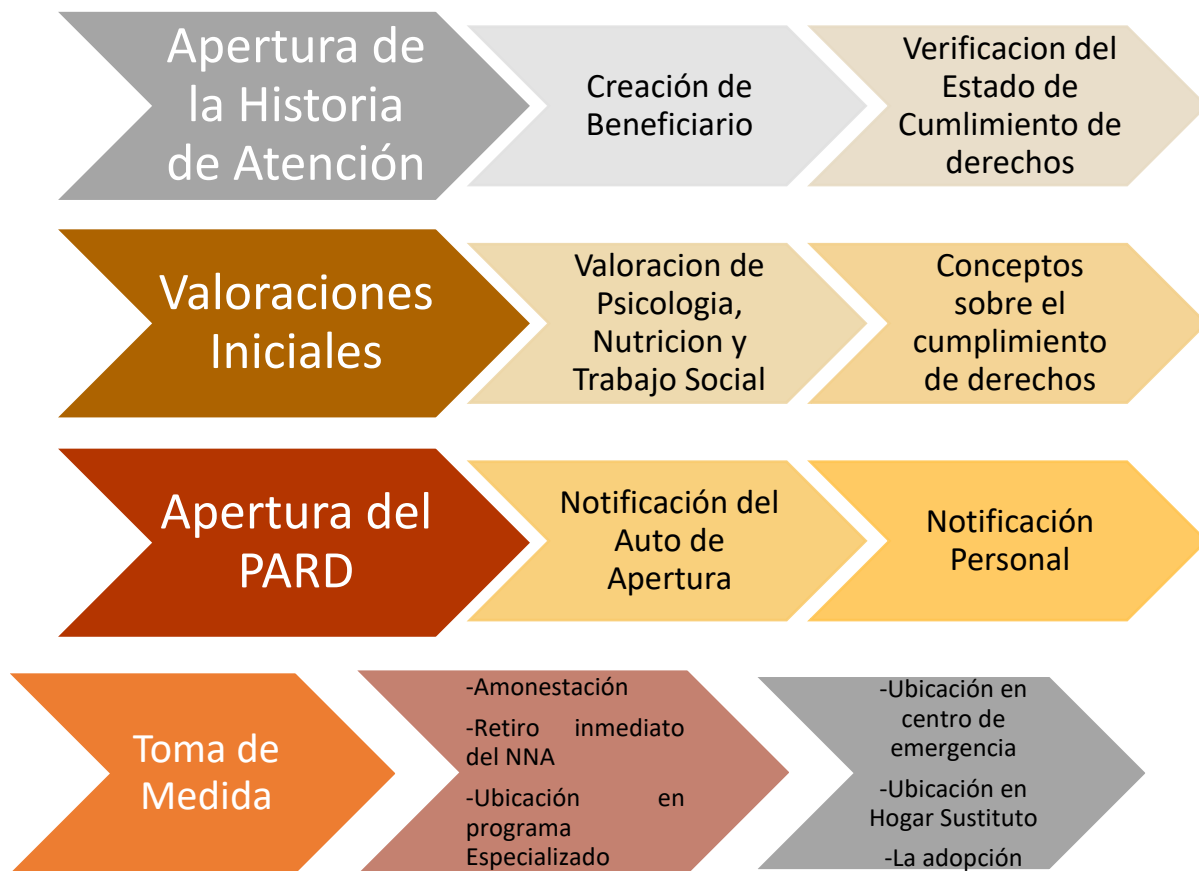 Apertura de
la Historia
de Atención
Creación de
Beneficiario
Verificacion del
Estado de
Cumlimiento de
derechos
Valoraciones
Iniciales
Valoracion de
Psicologia,
Nutricion y
Trabajo Social
Conceptos
sobre el
cumplimiento
de derechos
Apertura del
PARD
Notificación del
Auto de
Apertura
Notificación
Personal
Toma de
Medida
-Amonestación
-Retiro inmediato
del NNA
-Ubicación en
programa
Especializado
-Ubicación en
centro de
emergencia
-Ubicación en
Hogar Sustituto
-La adopción